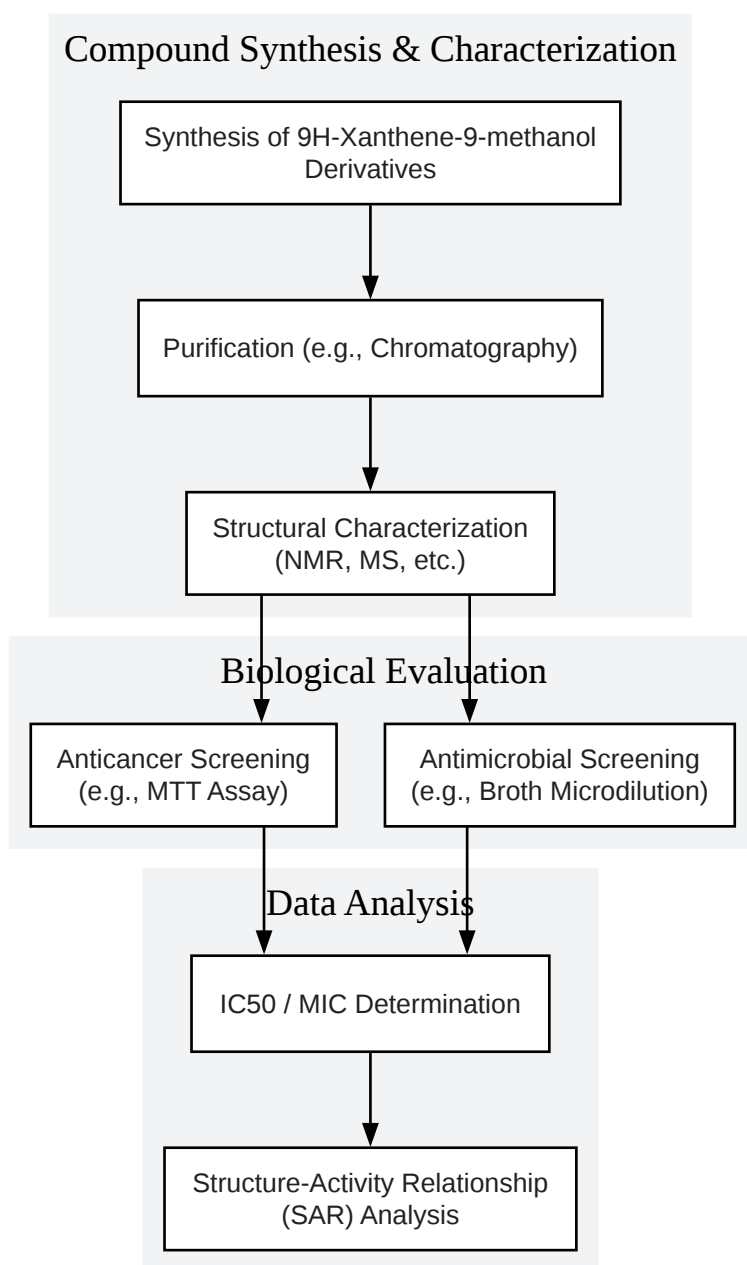 Compound Synthesis & Characterization
Synthesis of 9H-Xanthene-9-methanol
Derivatives
Purification (e.g., Chromatography)
Structural Characterization
(NMR, MS, etc.)
Biological Evaluation
Anticancer Screening
(e.g., MTT Assay)
Antimicrobial Screening
(e.g., Broth Microdilution)
Data Analysis
IC50 / MIC Determination
Structure-Activity Relationship
(SAR) Analysis